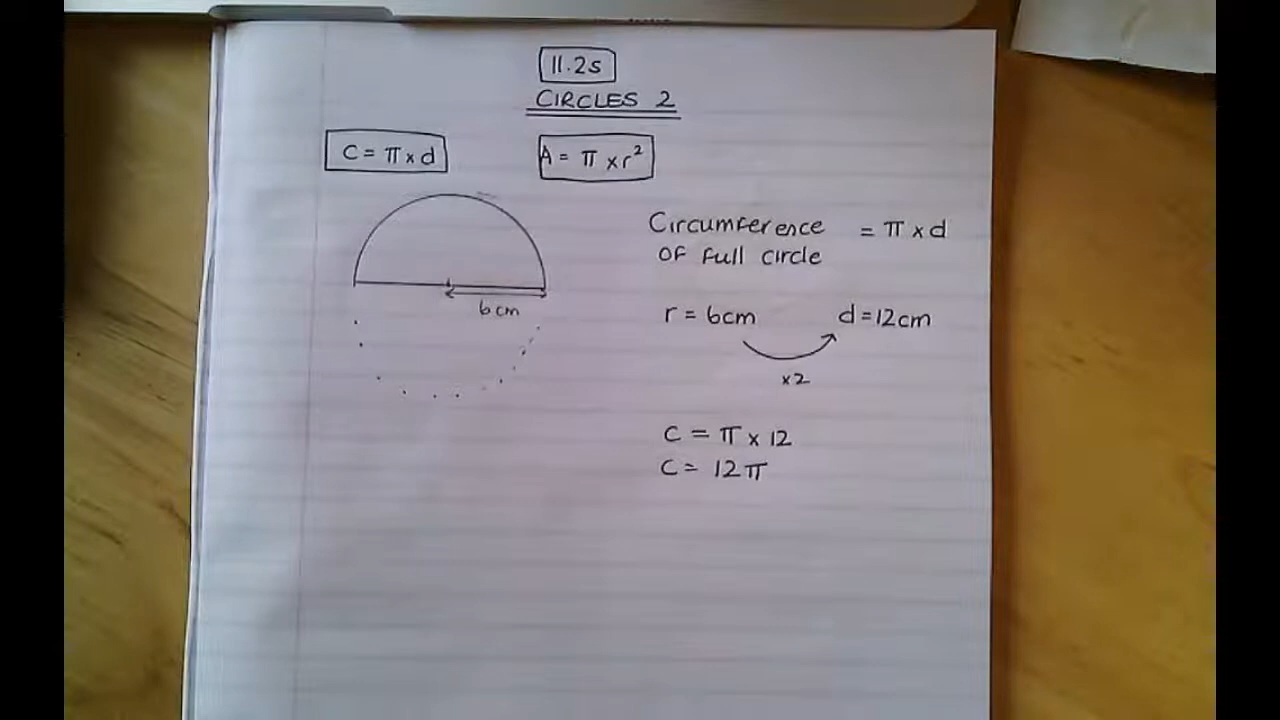 11.2s
CIRCLES 2
C = π x d
A = π x r²
6cm
Circumference = π x d
of full circle
r = 6cm d = 12cm
x2
C = π x 12
C = 12π